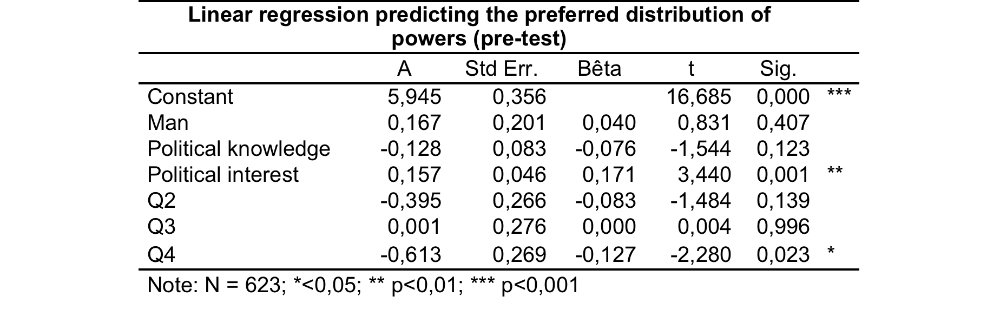 Linear regression predicting the preferred distribution of
powers (pre-test)
A Std Err. Bêta t Sig.
Constant 5,945 0,356 16,685 0,000 ***
Man 0,167 0,201 0,040 0,831 0,407
Political knowledge -0,128 0,083 -0,076 -1,544 0,123
Political interest 0,157 0,046 0,171 3,440 0,001 **
Q2 -0,395 0,266 -0,083 -1,484 0,139
Q3 0,001 0,276 0,000 0,004 0,996
Q4 -0,613 0,269 -0,127 -2,280 0,023 *
Note: N = 623; *<0,05; ** p<0,01; *** p<0,001